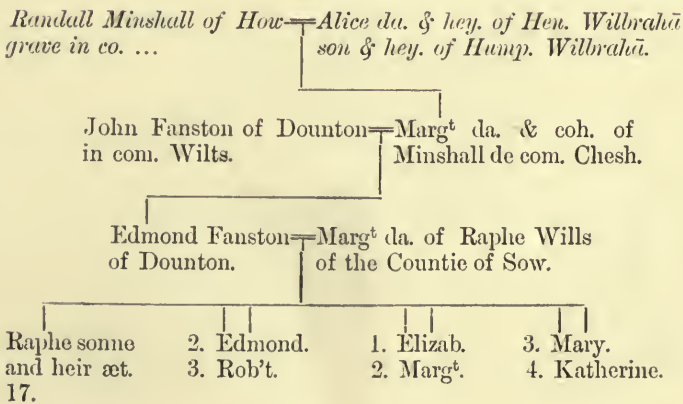 Randall Minshall of How
grave in co. ...
Alice da. & hey. of Hen. Wilbrahā
son & hey. of Hump. Wilbrahā.
John Fanston of Dounton
in com. Wilts.
Margᵗ da. & coh. of
Minshall de com. Chesh.
Edmond Fanston
of Dounton.
Margᵗ da. of Raphe Wills
of the Countie of Sow.
Raphe sonne
and heir æt.
17.
2. Edmond.
3. Rob't.
1. Elizab.
2. Margᵗ.
3. Mary.
4. Katherine.